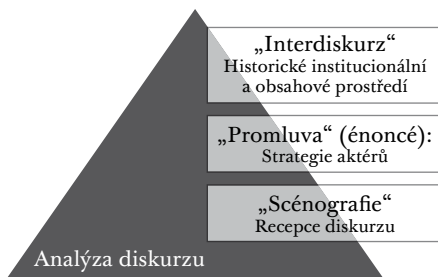 „Interdiskurz“
Historické institucionální
a obsahové prostředí
„Promluva“ (énoncé):
Strategie aktérů
„Scénografie“
Recepce diskurzu
Analýza diskurzu